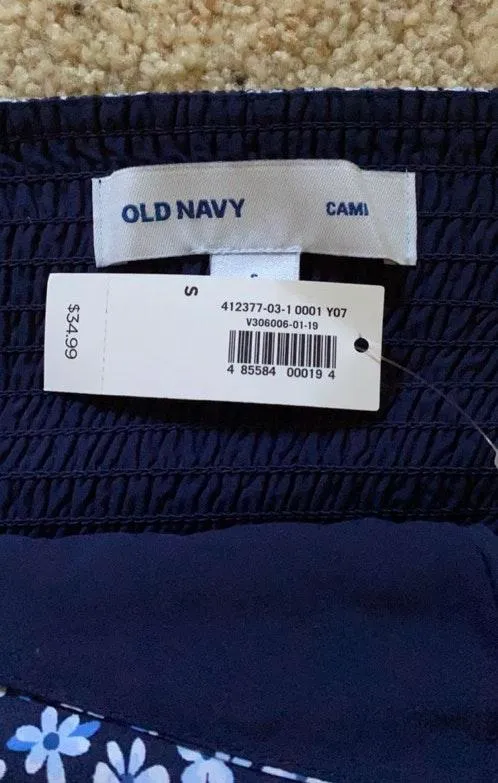 OLD NAVY CAMI
S
S
412377-03-1 0001 Y07
V306006-01-19
4 85584 00019 4
$34.99